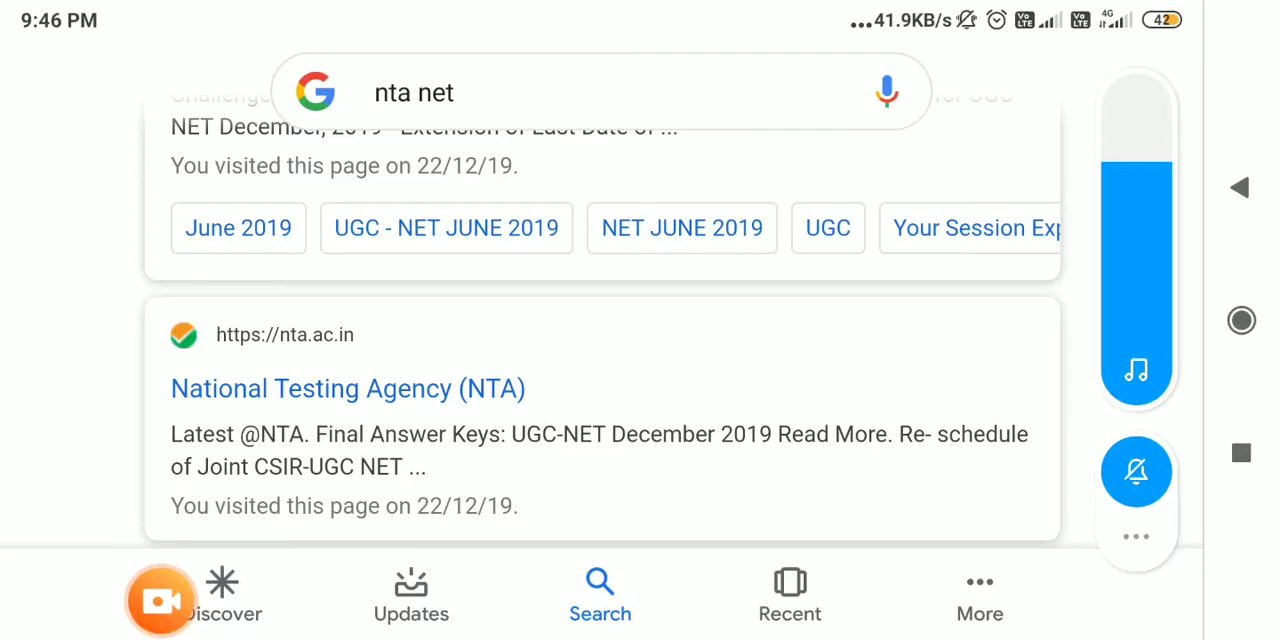 9:46 PM
...41.9KB/s
Vo LTE
Vo LTE
4G
42
nta net
NET December, 2019 - Extension of Last Date of ...
You visited this page on 22/12/19.
June 2019
UGC - NET JUNE 2019
NET JUNE 2019
UGC
Your Session Exp
https://nta.ac.in
National Testing Agency (NTA)
Latest @NTA. Final Answer Keys: UGC-NET December 2019 Read More. Re- schedule
of Joint CSIR-UGC NET ...
You visited this page on 22/12/19.
Discover
Updates
Search
Recent
More